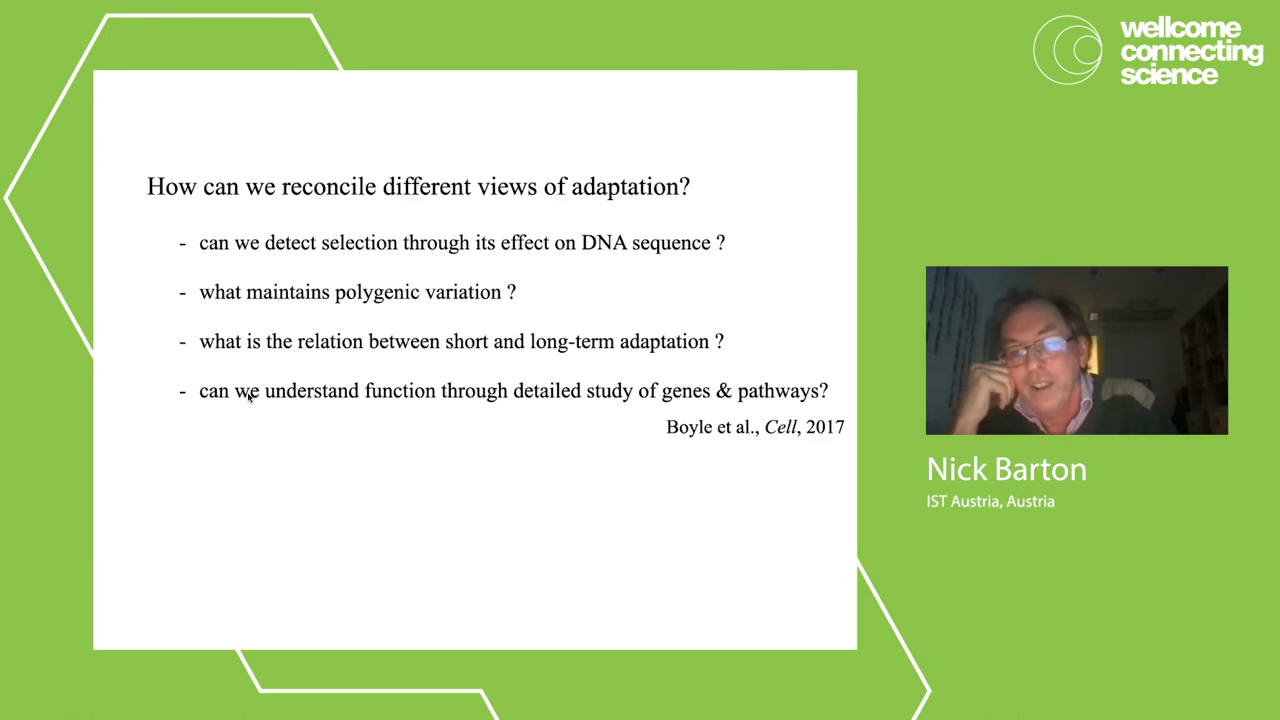 wellcome
connecting
science
How can we reconcile different views of adaptation?
- can we detect selection through its effect on DNA sequence ?
- what maintains polygenic variation ?
- what is the relation between short and long-term adaptation ?
- can we understand function through detailed study of genes & pathways?
Boyle et al., Cell, 2017
Nick Barton
IST Austria, Austria